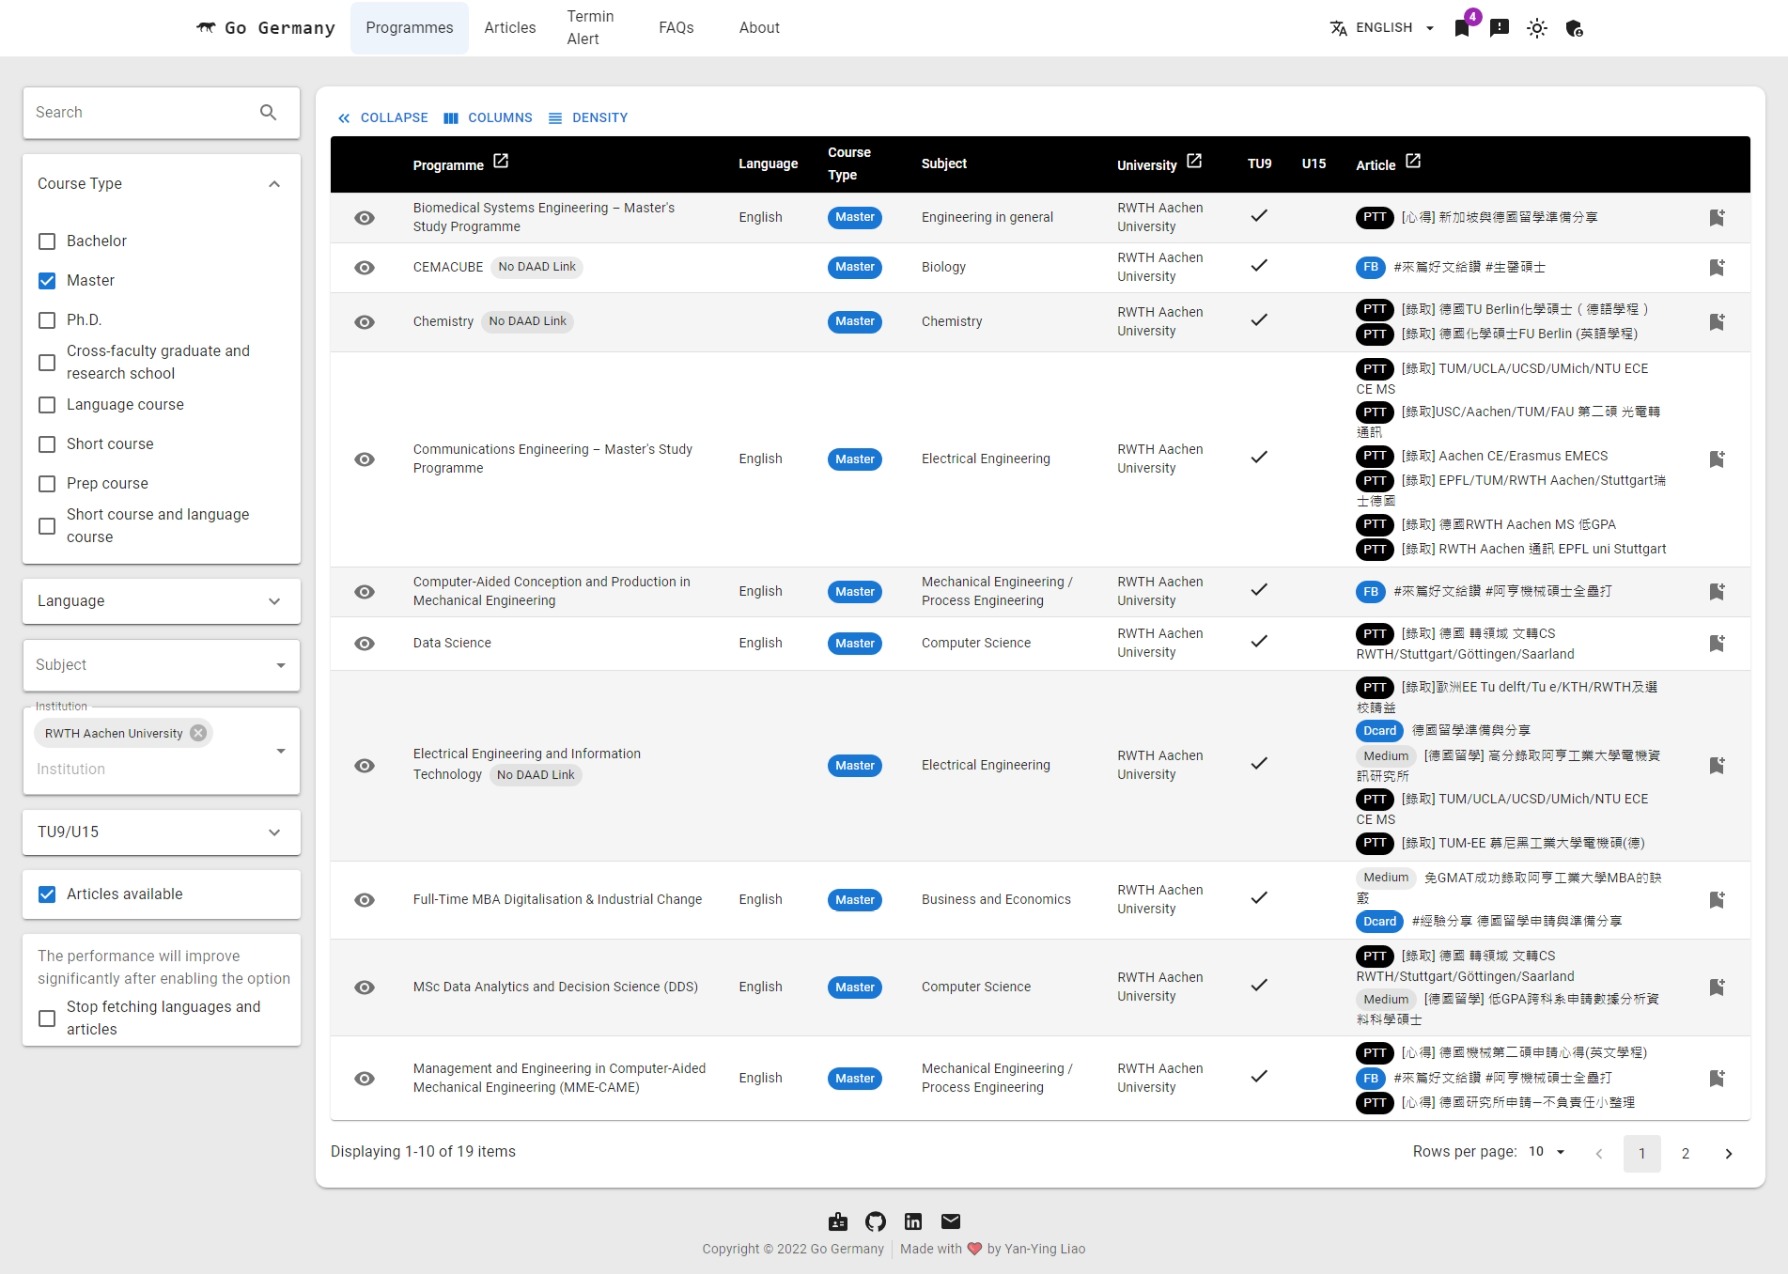 Go Germany
Programmes
Articles
Termin
Alert
FAQs
About
ENGLISH
4
Search
Course Type
Bachelor
Master
Ph.D.
Cross-faculty graduate and
research school
Language course
Short course
Prep course
Short course and language
course
Language
Subject
Institution
RWTH Aachen University
Institution
TU9/U15
Articles available
The performance will improve
significantly after enabling the option
Stop fetching languages and
articles
COLLAPSE COLUMNS DENSITY
Programme Language Course Type Subject University TU9 U15 Article
Biomedical Systems Engineering – Master's
Study Programme
English
Master
Engineering in general
RWTH Aachen
University
PTT [心得] 新加坡與德國留學準備分享
CEMACUBE No DAAD Link
Master
Biology
RWTH Aachen
University
FB #來篇好文給讚 #生醫碩士
Chemistry No DAAD Link
Master
Chemistry
RWTH Aachen
University
PTT [錄取] 德國TU Berlin化學碩士 ( 德語學程 )
PTT [錄取] 德國化學碩士FU Berlin (英語學程)
Communications Engineering – Master's Study
Programme
English
Master
Electrical Engineering
RWTH Aachen
University
PTT [錄取] TUM/UCLA/UCSD/UMich/NTU ECE
CE MS
PTT [錄取]USC/Aachen/TUM/FAU 第二碩 光電轉
通訊
PTT [錄取] Aachen CE/Erasmus EMECS
PTT [錄取] EPFL/TUM/RWTH Aachen/Stuttgart瑞
士德國
PTT [錄取] 德國RWTH Aachen MS 低GPA
PTT [錄取] RWTH Aachen 通訊 EPFL uni Stuttgart
Computer-Aided Conception and Production in
Mechanical Engineering
English
Master
Mechanical Engineering /
Process Engineering
RWTH Aachen
University
FB #來篇好文給讚 #阿亨機械碩士全壘打
Data Science
English
Master
Computer Science
RWTH Aachen
University
PTT [錄取] 德國 轉領域 文轉CS
RWTH/Stuttgart/Göttingen/Saarland
Electrical Engineering and Information
Technology No DAAD Link
Master
Electrical Engineering
RWTH Aachen
University
PTT [錄取]歐洲EE Tu delft/Tu e/KTH/RWTH及選
校請益
Dcard 德國留學準備與分享
Medium [德國留學] 高分錄取阿亨工業大學電機資
訊研究所
PTT [錄取] TUM/UCLA/UCSD/UMich/NTU ECE
CE MS
PTT [錄取] TUM-EE 慕尼黑工業大學電機碩(德)
Full-Time MBA Digitalisation & Industrial Change
English
Master
Business and Economics
RWTH Aachen
University
Medium 免GMAT成功錄取阿亨工業大學MBA的訣
竅
Dcard #經驗分享 德國留學申請與準備分享
MSc Data Analytics and Decision Science (DDS)
English
Master
Computer Science
RWTH Aachen
University
PTT [錄取] 德國 轉領域 文轉CS
RWTH/Stuttgart/Göttingen/Saarland
Medium [德國留學] 低GPA跨科系申請數據分析資
料科學碩士
Management and Engineering in Computer-Aided
Mechanical Engineering (MME-CAME)
English
Master
Mechanical Engineering /
Process Engineering
RWTH Aachen
University
PTT [心得] 德國機械第二碩申請心得(英文學程)
FB #來篇好文給讚 #阿亨機械碩士全壘打
PTT [心得] 德國研究所申請—不負責任小整理
Displaying 1-10 of 19 items
Rows per page: 10
1
2
Copyright © 2022 Go Germany
Made with ❤️ by Yan-Ying Liao